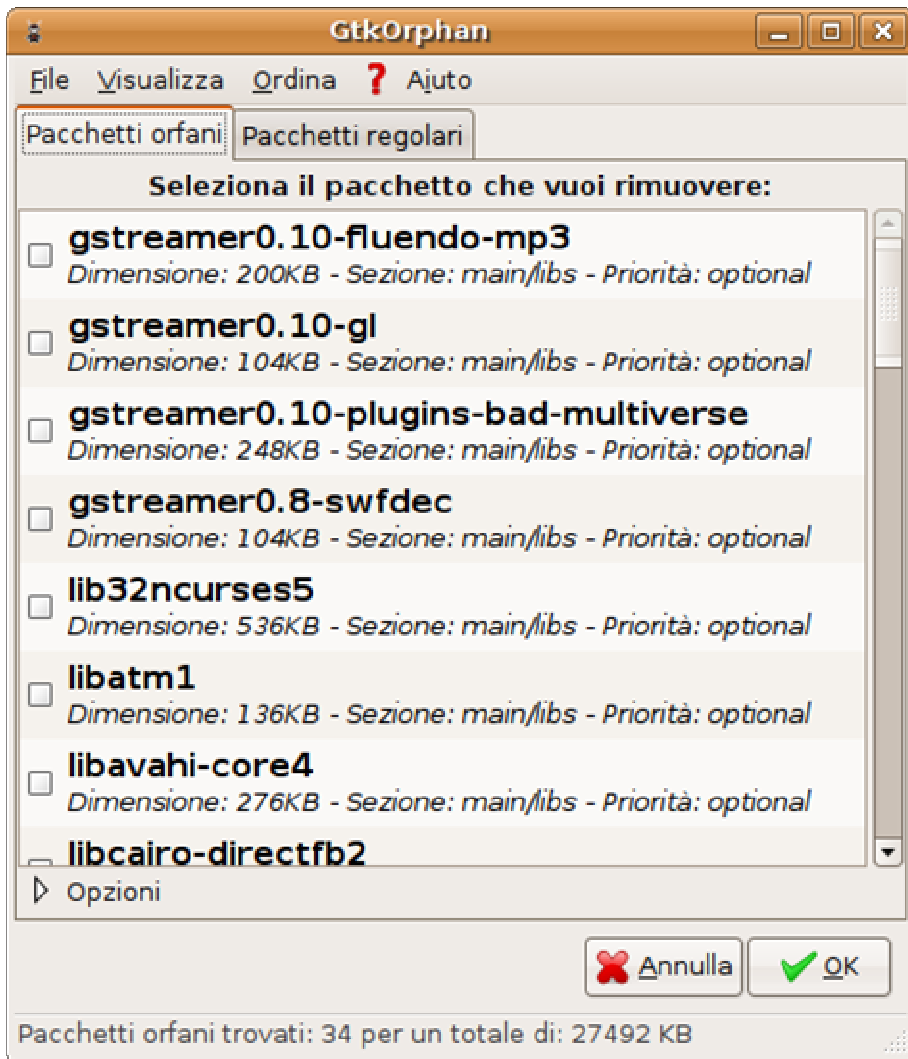 GtkOrphan
File Visualizza Ordina ? Aiuto
Pacchetti orfani Pacchetti regolari
Seleziona il pacchetto che vuoi rimuovere:
gstreamer0.10-fluendo-mp3
Dimensione: 200KB - Sezione: main/libs - Priorità: optional
gstreamer0.10-gl
Dimensione: 104KB - Sezione: main/libs - Priorità: optional
gstreamer0.10-plugins-bad-multiverse
Dimensione: 248KB - Sezione: main/libs - Priorità: optional
gstreamer0.8-swfdec
Dimensione: 104KB - Sezione: main/libs - Priorità: optional
lib32ncurses5
Dimensione: 536KB - Sezione: main/libs - Priorità: optional
libatm1
Dimensione: 136KB - Sezione: main/libs - Priorità: optional
libavahi-core4
Dimensione: 276KB - Sezione: main/libs - Priorità: optional
libcairo-directfb2
Opzioni
Annulla OK
Pacchetti orfani trovati: 34 per un totale di: 27492 KB